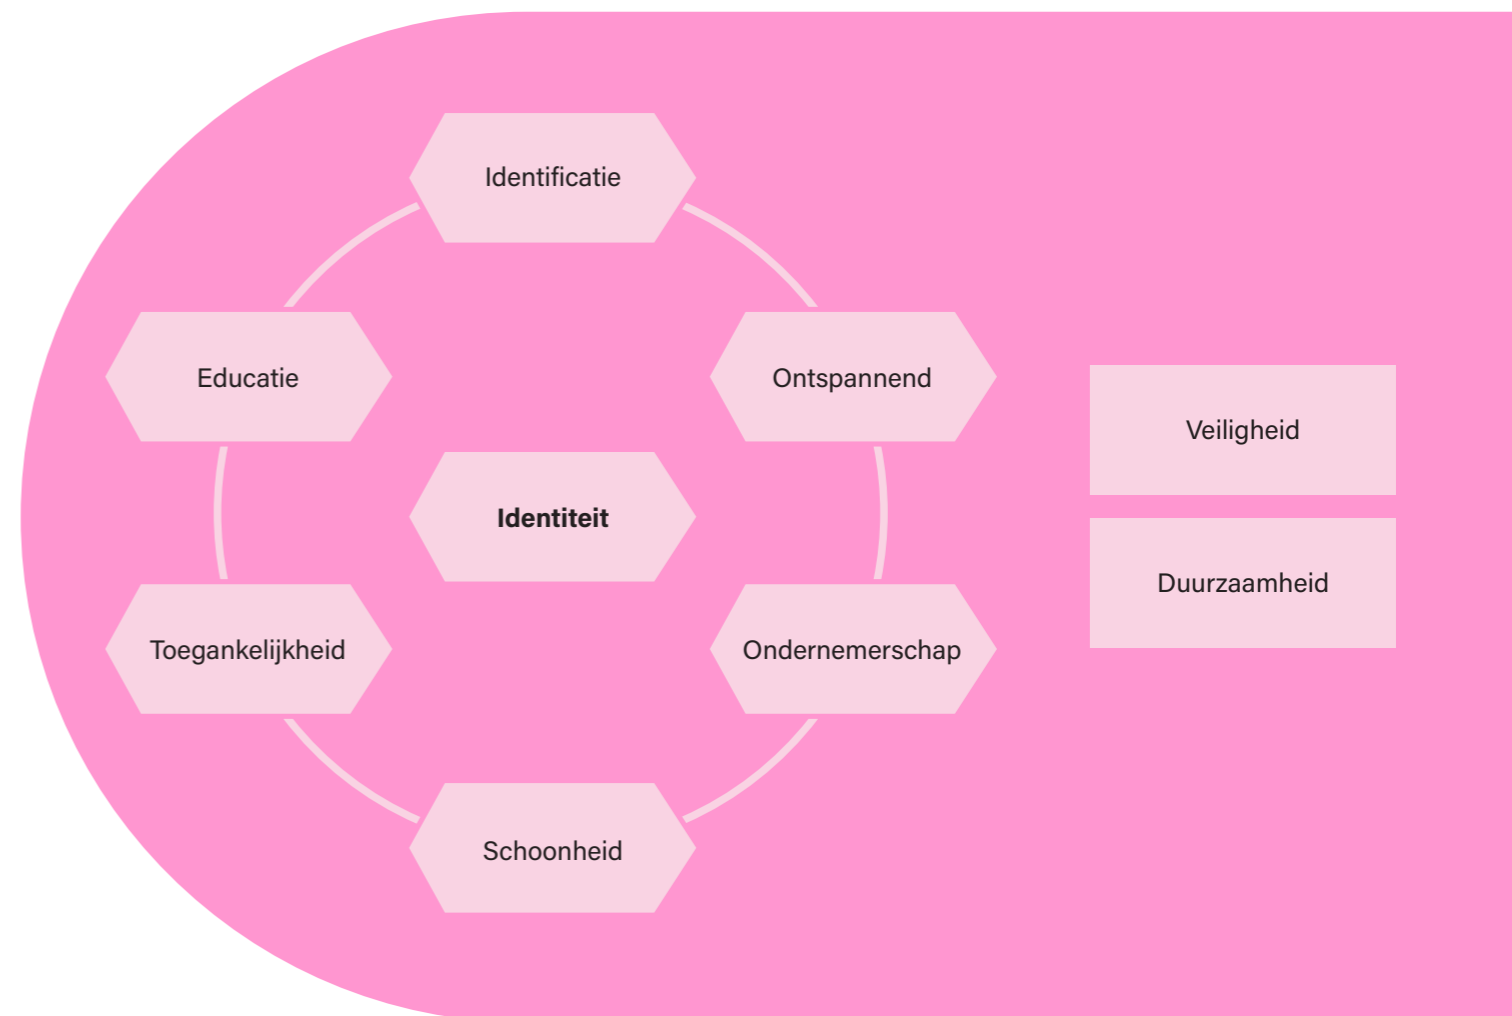 Identificatie
Educatie
Ontspannend
Identiteit
Toegankelijkheid
Ondernemerschap
Schoonheid
Veiligheid
Duurzaamheid